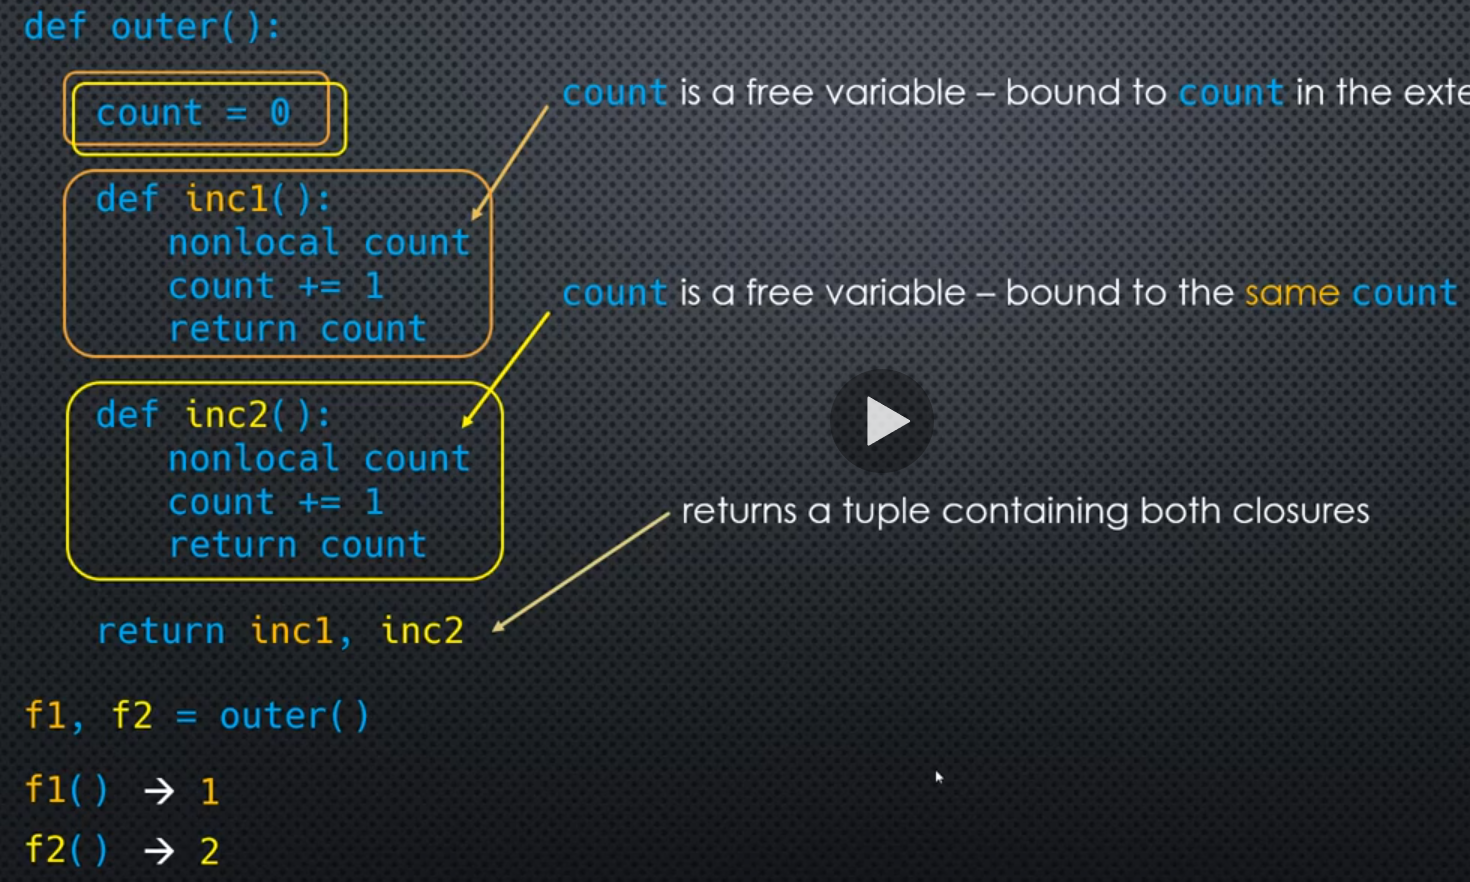 def outer():
count = 0
count is a free variable – bound to count in the
def inc1():
nonlocal count
count += 1
return count
count is a free variable – bound to the same count
def inc2():
nonlocal count
count += 1
return count
returns a tuple containing both closures
return inc1, inc2
f1, f2 = outer()
f1() → 1
f2() → 2